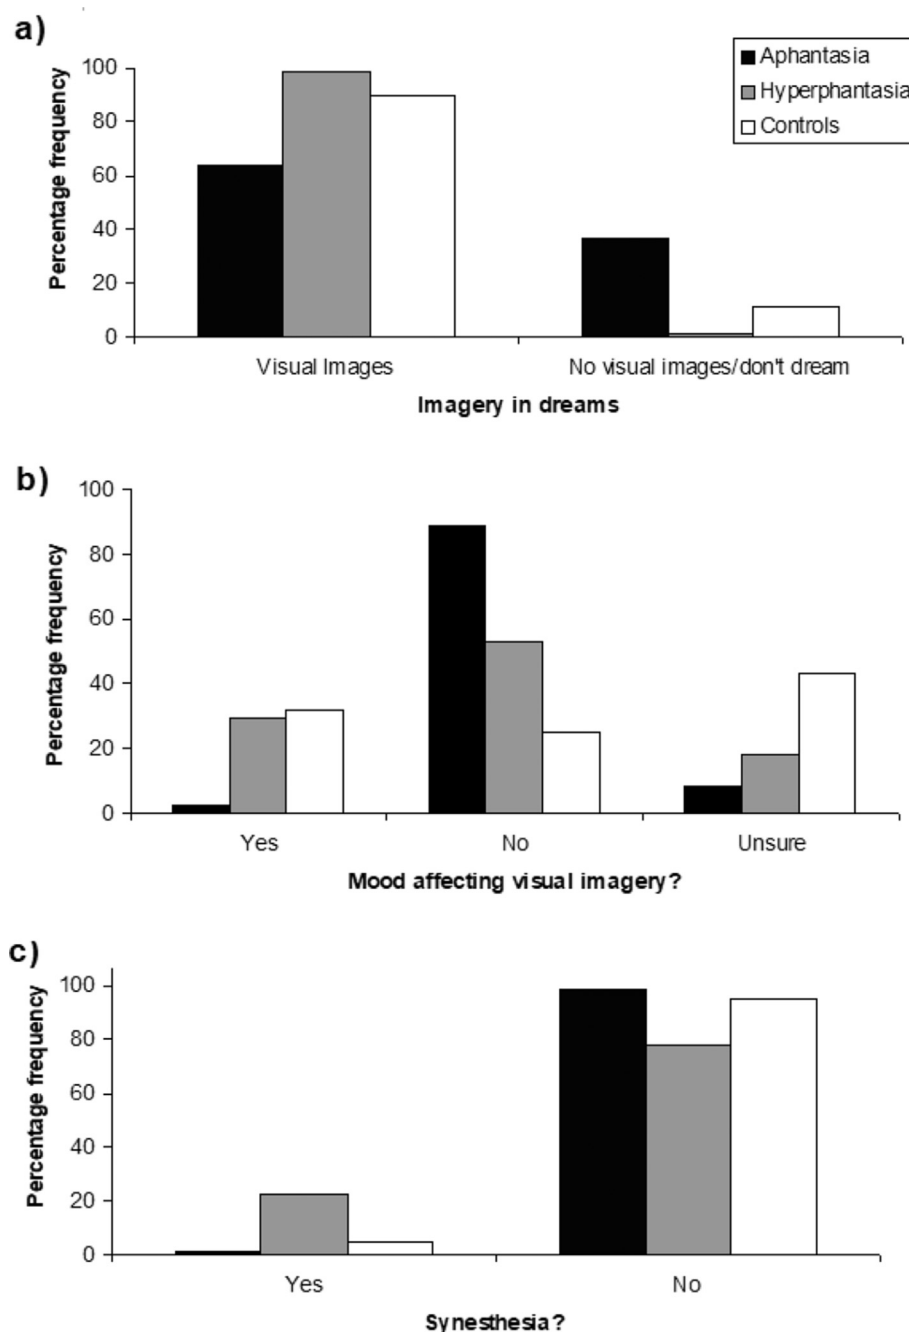 a)
Aphantasia
Hyperphantasia
Controls
Percentage frequency
100
80
60
40
20
0
Visual Images
No visual images/don't dream
Imagery in dreams
b)
Percentage frequency
100
80
60
40
20
0
Yes
No
Unsure
Mood affecting visual imagery?
c)
Percentage frequency
100
80
60
40
20
0
Yes
No
Synesthesia?